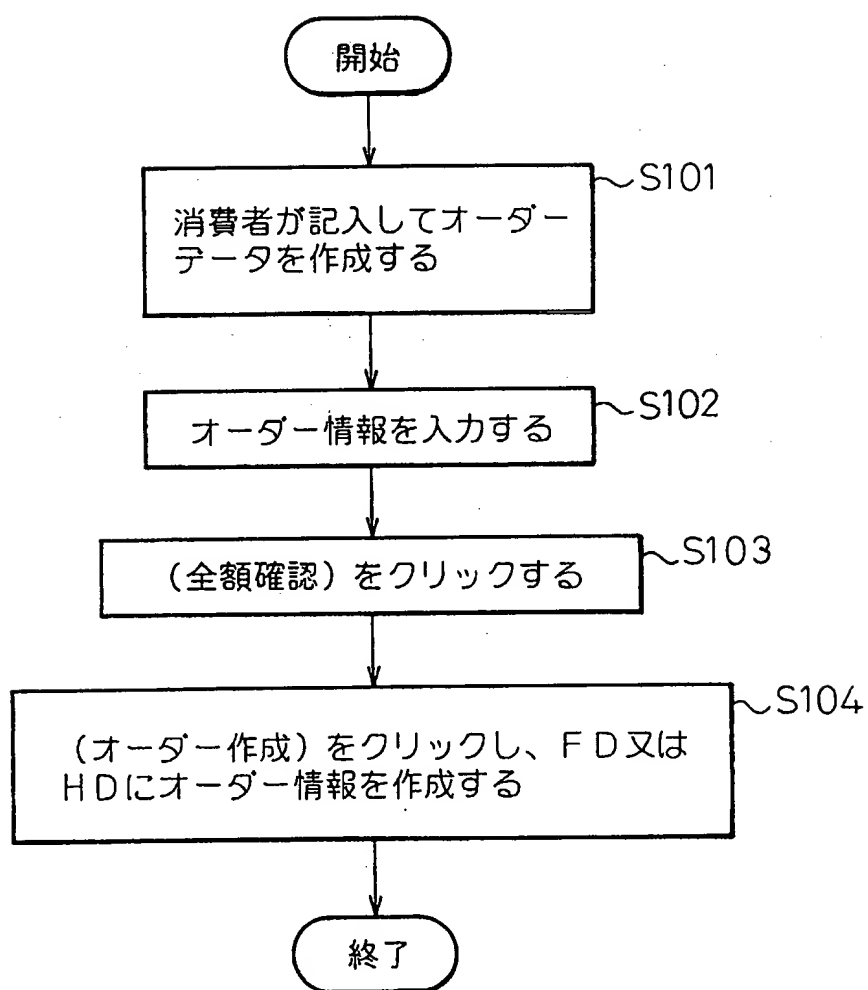 開始
S101
消費者が記入してオーダー
データを作成する
S102
オーダー情報を入力する
S103
(全額確認)をクリックする
S104
(オーダー作成)をクリックし、FD又は
HDにオーダー情報を作成する
終了